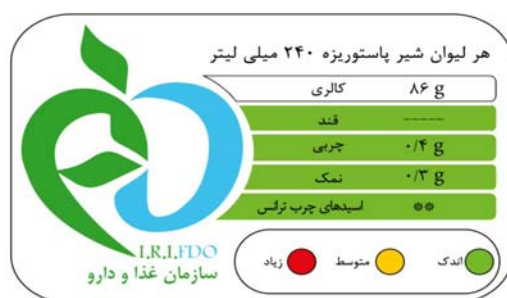 هر لیوان شیر پاستوریزه ۲۴۰ میلی لیتر
کالری ۸۶ g
قند -----
چربی ۰/۴ g
نمک ۰/۳ g
اسیدهای چرب ترانس **
I.R.I.FDO
سازمان غذا و دارو
اندک متوسط زیاد